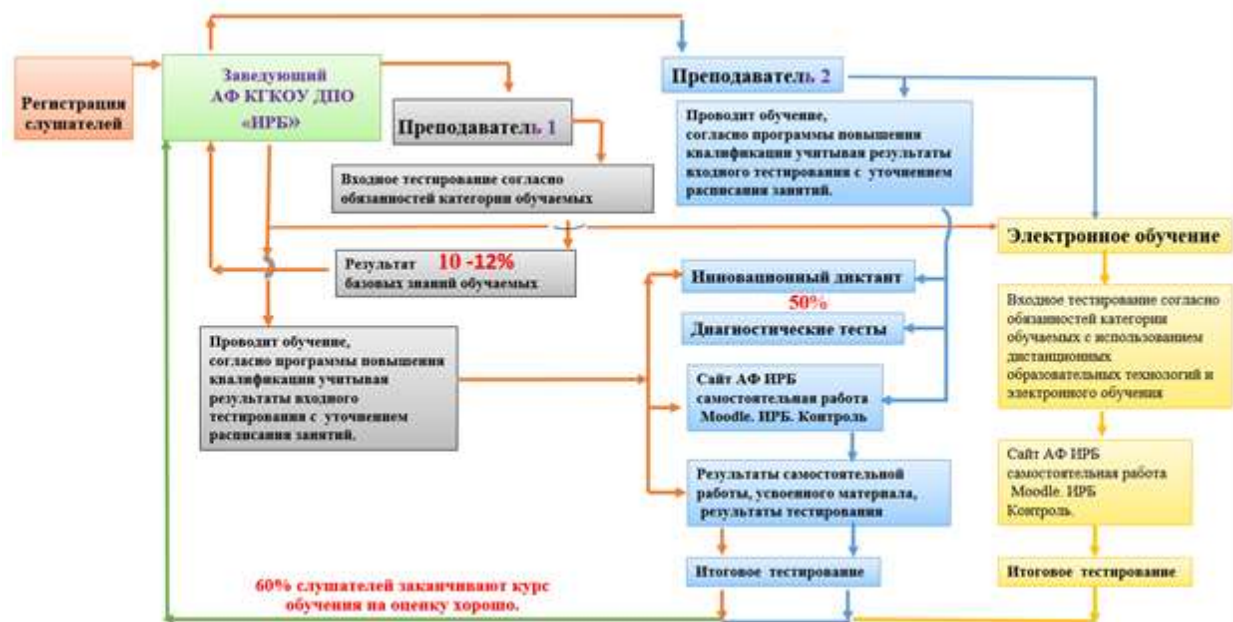 Регистрация
слушателей
Заведующий
АФ КГКОУ ДПО
«ИРБ»
Преподаватель 1
Входное тестирование согласно
обязанностей категории обучаемых
Результат 10 -12%
базовых знаний обучаемых
Проводит обучение,
согласно программы повышения
квалификации учитывая
результаты входного
тестирования с уточнением
расписания занятий.
Преподаватель 2
Проводит обучение,
согласно программы повышения
квалификации учитывая результаты
входного тестирования с уточнением
расписания занятий.
Инновационный диктант
50%
Диагностические тесты
Сайт АФ ИРБ
самостоятельная работа
Moodle. ИРБ. Контроль
Результаты самостоятельной
работы, усвоенного материала,
результаты тестирования
Итоговое тестирование
Электронное обучение
Входное тестирование согласно
обязанностей категории
обучаемых с использованием
дистанционных
образовательных технологий и
электронного обучения
Сайт АФ ИРБ
самостоятельная работа
Moodle. ИРБ
Контроль.
Итоговое тестирование
60% слушателей заканчивают курс
обучения на оценку хорошо.